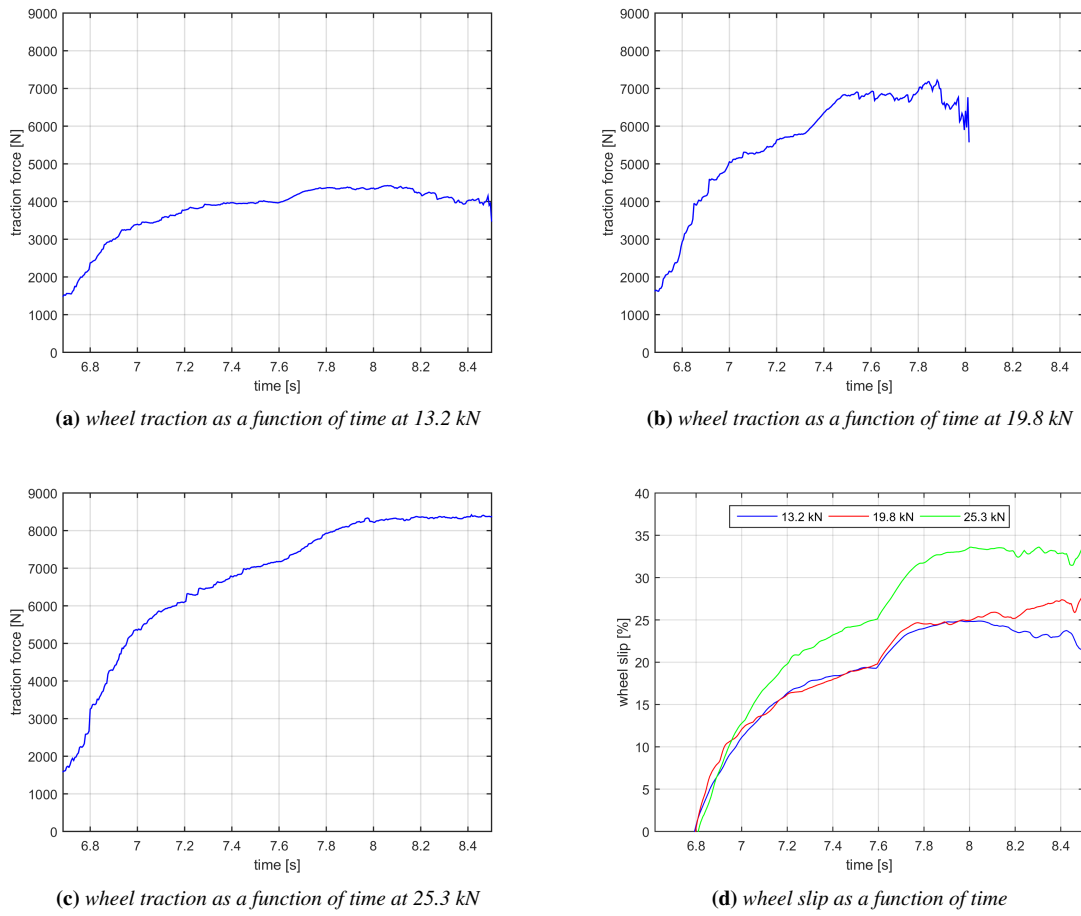 9000
8000
7000
6000
5000
4000
3000
2000
1000
0
traction force [N]
6.8 7 7.2 7.4 7.6 7.8 8 8.2 8.4
time [s]
(a) wheel traction as a function of time at 13.2 kN
9000
8000
7000
6000
5000
4000
3000
2000
1000
0
traction force [N]
6.8 7 7.2 7.4 7.6 7.8 8 8.2 8.4
time [s]
(b) wheel traction as a function of time at 19.8 kN
9000
8000
7000
6000
5000
4000
3000
2000
1000
0
traction force [N]
6.8 7 7.2 7.4 7.6 7.8 8 8.2 8.4
time [s]
(c) wheel traction as a function of time at 25.3 kN
40
35
30
25
20
15
10
5
0
wheel slip [%]
13.2 kN 19.8 kN 25.3 kN
6.8 7 7.2 7.4 7.6 7.8 8 8.2 8.4
time [s]
(d) wheel slip as a function of time